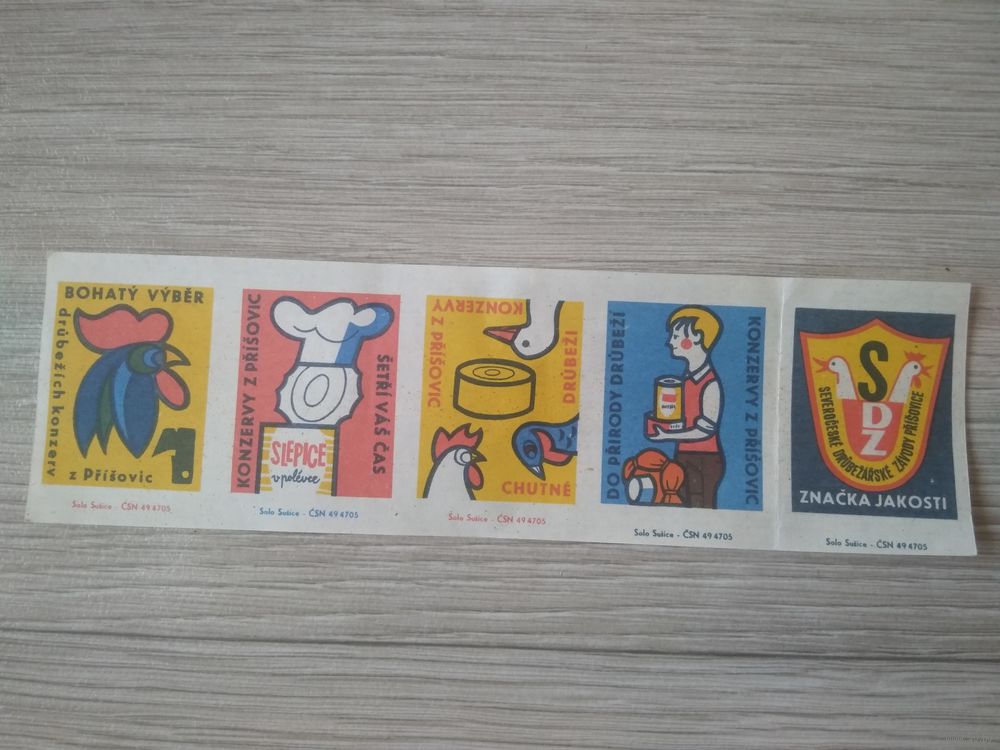 BOHATÝ VÝBĚR
drůbežích konzerv
z Příšovic
Solo Sušice - ČSN 49 4705
KONZERVY Z PŘÍŠOVIC
ŠETŘÍ VÁŠ ČAS
SLEPICE
v polévce
Solo Sušice - ČSN 49 4705
KONZERVY
Z PŘÍŠOVIC
DRŮBEŽÍ
CHUTNÉ
Solo Sušice - ČSN 49 4705
DO PŘÍRODY DRŮBEŽÍ
KONZERVY Z PŘÍŠOVIC
Solo Sušice - ČSN 49 4705
S
D
Z
SEVEROČESKÉ DRŮBEŽÁŘSKÉ ZÁVODY PŘÍŠOVICE
ZNAČKA JAKOSTI
Solo Sušice - ČSN 49 4705